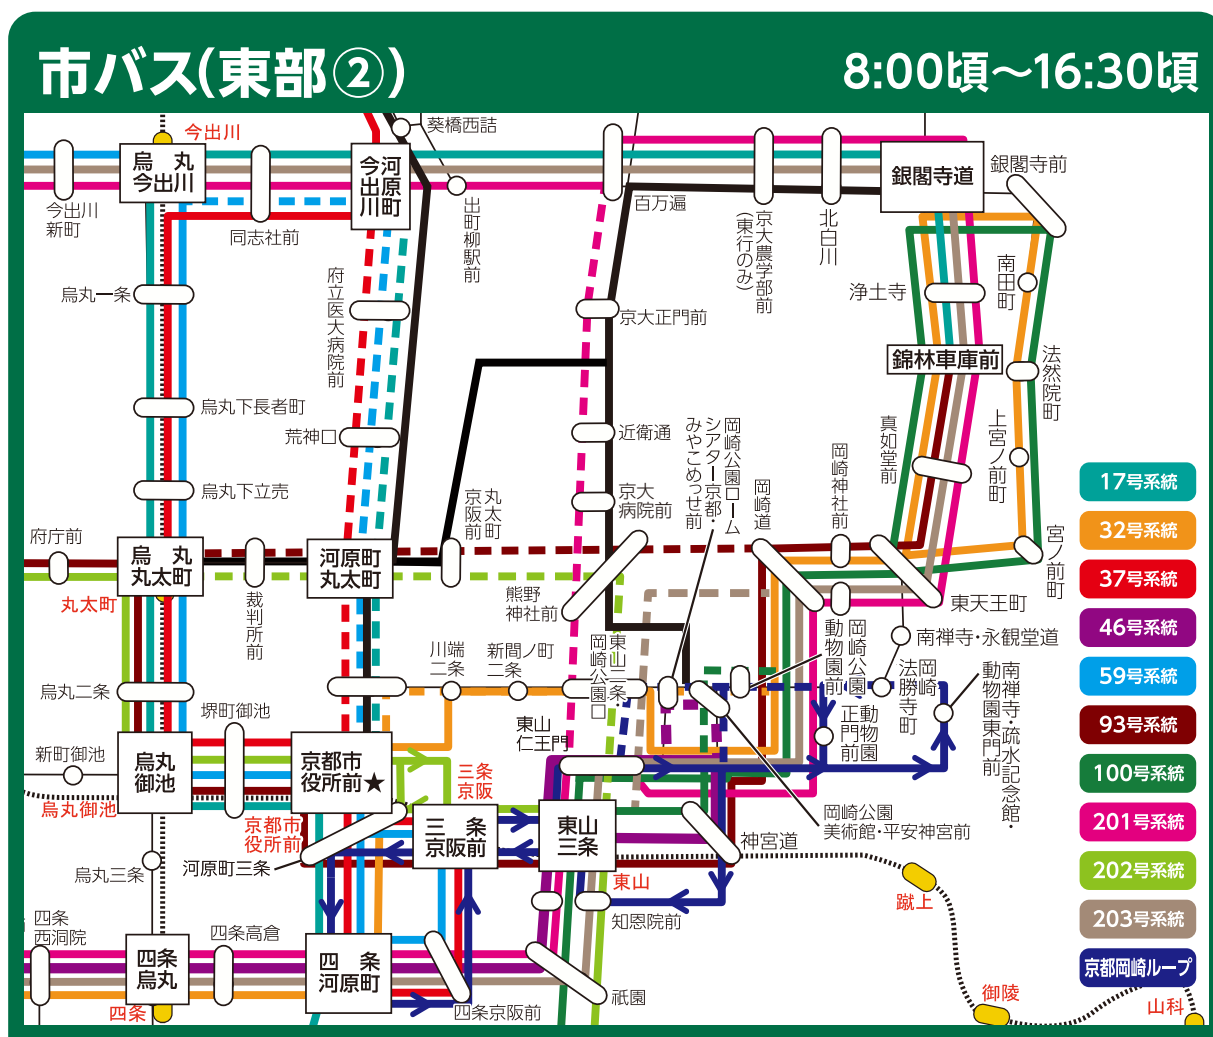 市バス(東部②)
8:00頃～16:30頃
今出川
葵橋西詰
烏丸
今出川
今出川
新町
同志社前
河原町
今出川
出町柳駅前
百万遍
京大農学部前
(東行のみ)
北白川
銀閣寺道
銀閣寺前
烏丸一条
府立医大病院前
京大正門前
浄土寺
南田町
錦林車庫前
法然院町
烏丸下長者町
荒神口
近衛通
岡崎公園ローム
シアター京都・
みやこめっせ前
岡崎神社前
真如堂前
上宮ノ前町
烏丸下立売
丸太町
京阪前
京大
病院前
岡崎道
17号系統
32号系統
37号系統
46号系統
59号系統
93号系統
100号系統
201号系統
202号系統
203号系統
京都岡崎ループ
府庁前
烏丸
丸太町
丸太町
裁判所前
河原町
丸太町
熊野
神社前
宮ノ前町
東天王町
南禅寺・永観堂道
川端
二条
新間ノ町
二条
東山二条・
岡崎公園口
岡崎公園
動物園前
岡崎
法勝寺町
南禅寺・疏水記念館・
動物園東門前
動物園
正門前
烏丸二条
堺町御池
新町御池
烏丸
御池
烏丸御池
京都市
役所前★
京都市
役所前
東山
仁王門
三条
京阪
三条
京阪前
東山
三条
東山
岡崎公園
美術館・平安神宮前
神宮道
河原町三条
烏丸三条
知恩院前
蹴上
四条
西洞院
四条高倉
四条
烏丸
四条
四条
河原町
四条京阪前
祇園
御陵
山科